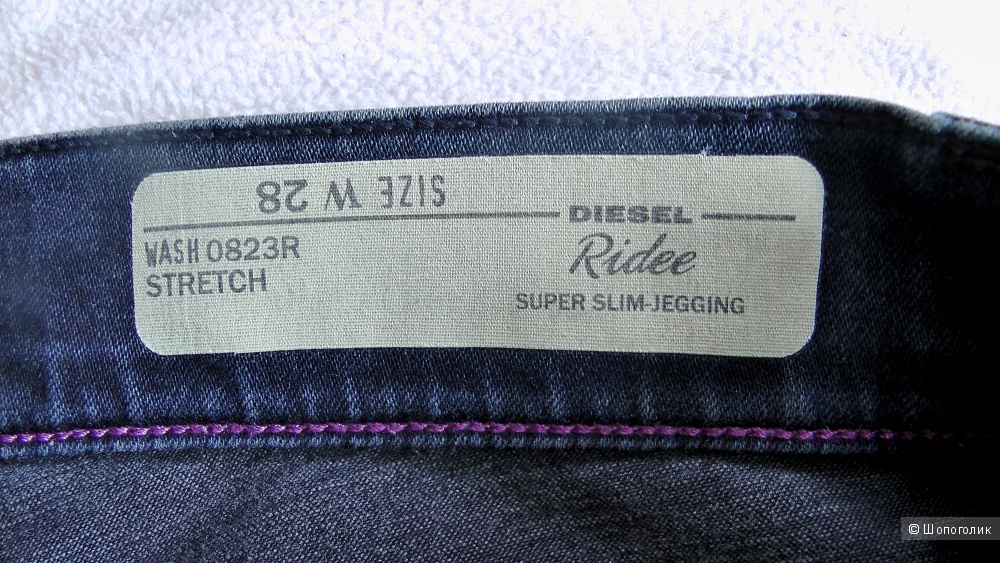 SIZE W 28
DIESEL
WASH 0823R
Ridee
STRETCH
SUPER SLIM-JEGGING
© Шопоголик